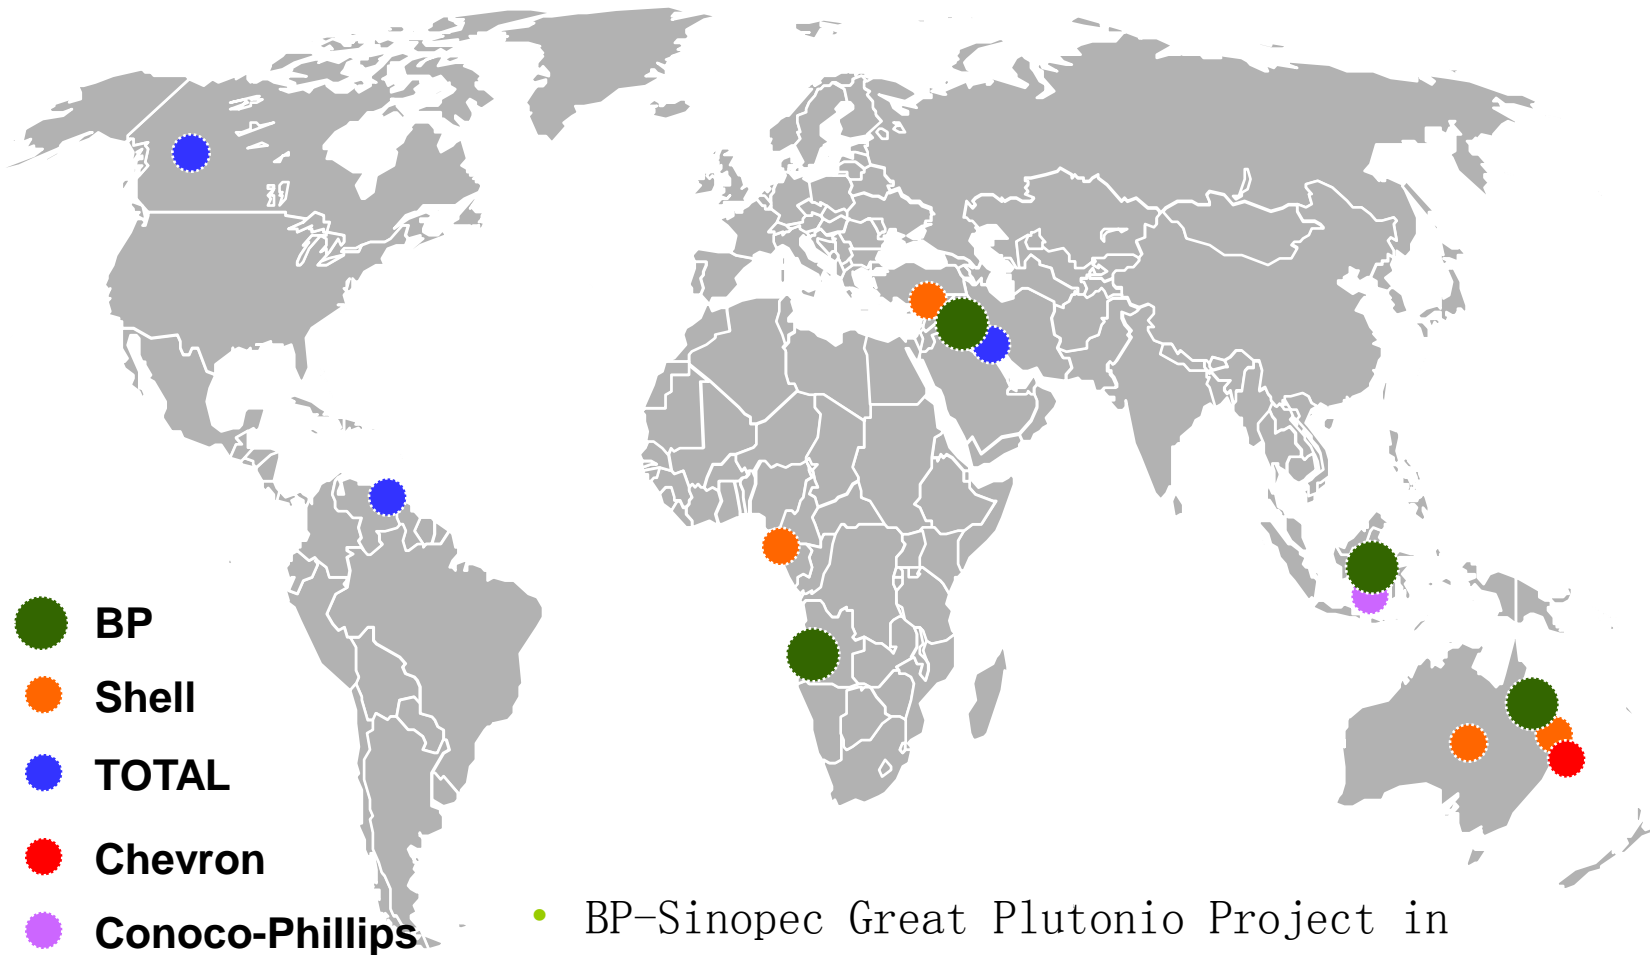 BP
Shell
TOTAL
Chevron
Conoco-Phillips
• BP-Sinopec Great Plutonio Project in